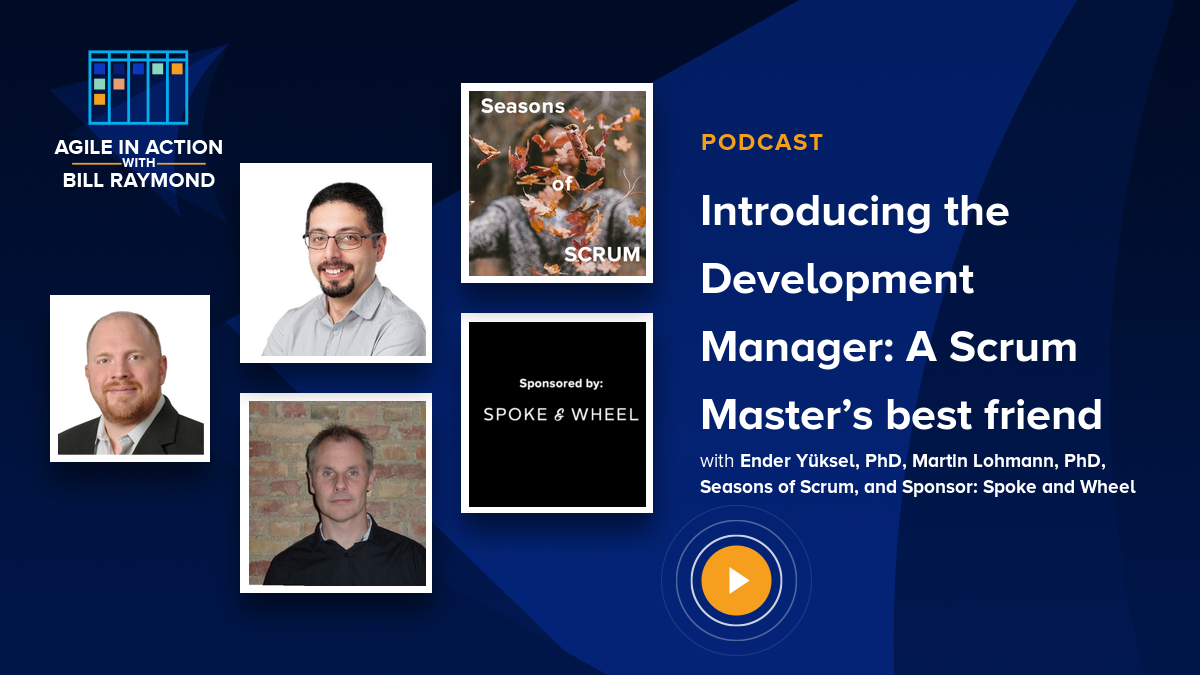 AGILE IN ACTION
WITH
BILL RAYMOND
Seasons
of
SCRUM
Sponsored by:
SPOKE & WHEEL
PODCAST
Introducing the
Development
Manager: A Scrum
Master’s best friend
with Ender Yüksel, PhD, Martin Lohmann, PhD,
Seasons of Scrum, and Sponsor: Spoke and Wheel